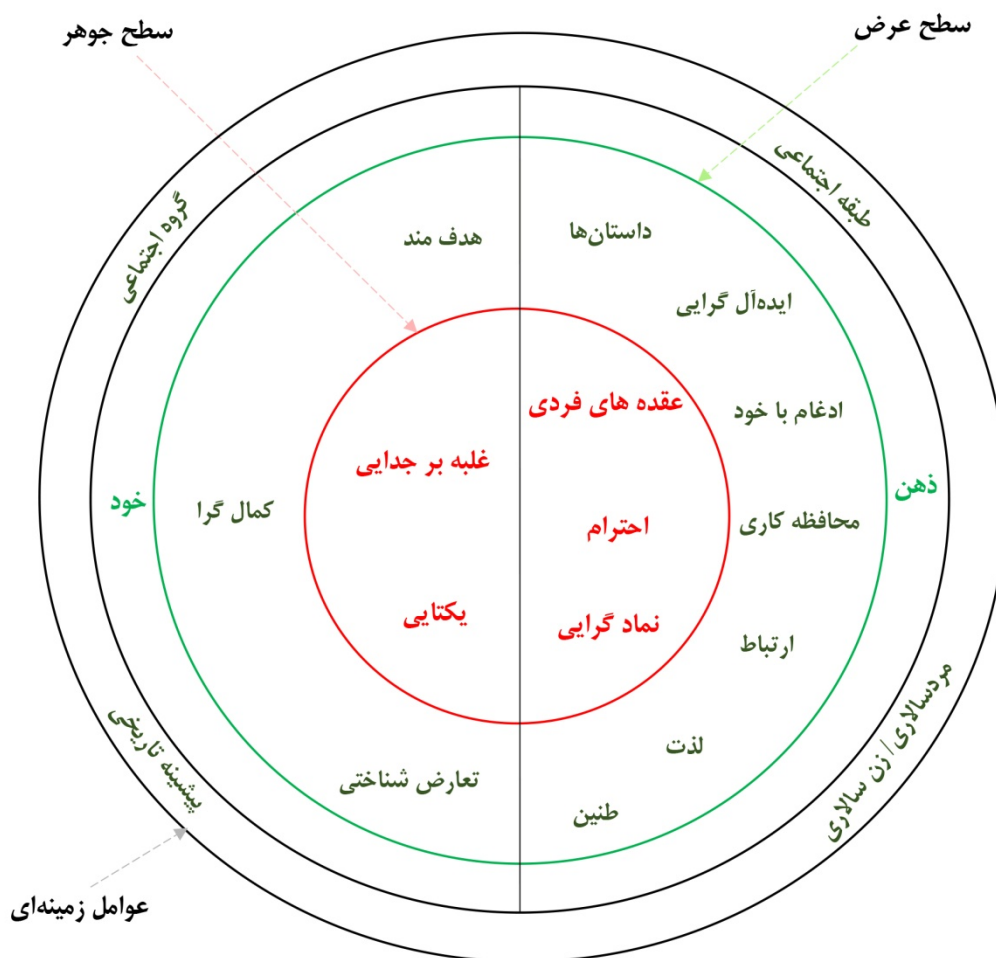 سطح عرض
سطح جوهر
طبقه اجتماعی
گروه اجتماعی
داستان‌ها
هدف مند
ایده‌آل گرایی
عقده های فردی
ادغام با خود
غلبه بر جدایی
ذهن
خود
کمال گرا
محافظه کاری
احترام
یکتایی
نماد گرایی
ارتباط
مردسالاری/ زن سالاری
پیشینه تاریخی
لذت
تعارض شناختی
طنین
عوامل زمینه‌ای